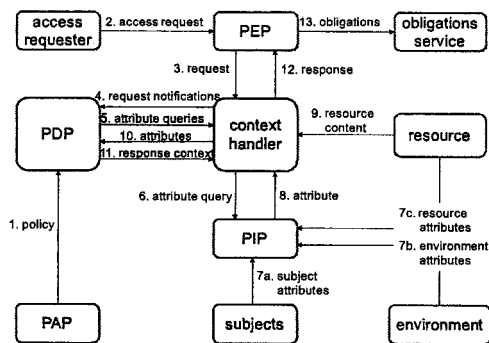 access
requester
2. access request
PEP
13. obligations
obligations
service
3. request
12. response
4. request notifications
5. attribute queries
10. attributes
11. response context
PDP
context
handler
9. resource
content
resource
6. attribute query
8. attribute
1. policy
PIP
7c. resource
attributes
7b. environment
attributes
7a. subject
attributes
PAP
subjects
environment